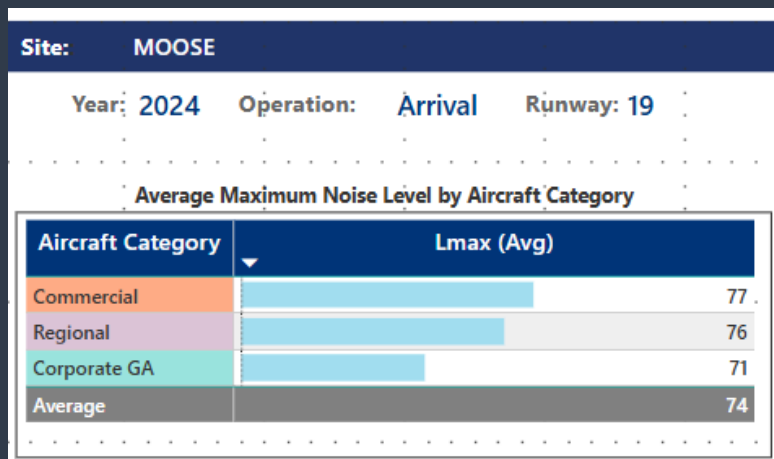 Site: MOOSE
Year: 2024 Operation: Arrival Runway: 19
Average Maximum Noise Level by Aircraft Category
Aircraft Category Lmax (Avg)
Commercial 77
Regional 76
Corporate GA 71
Average 74